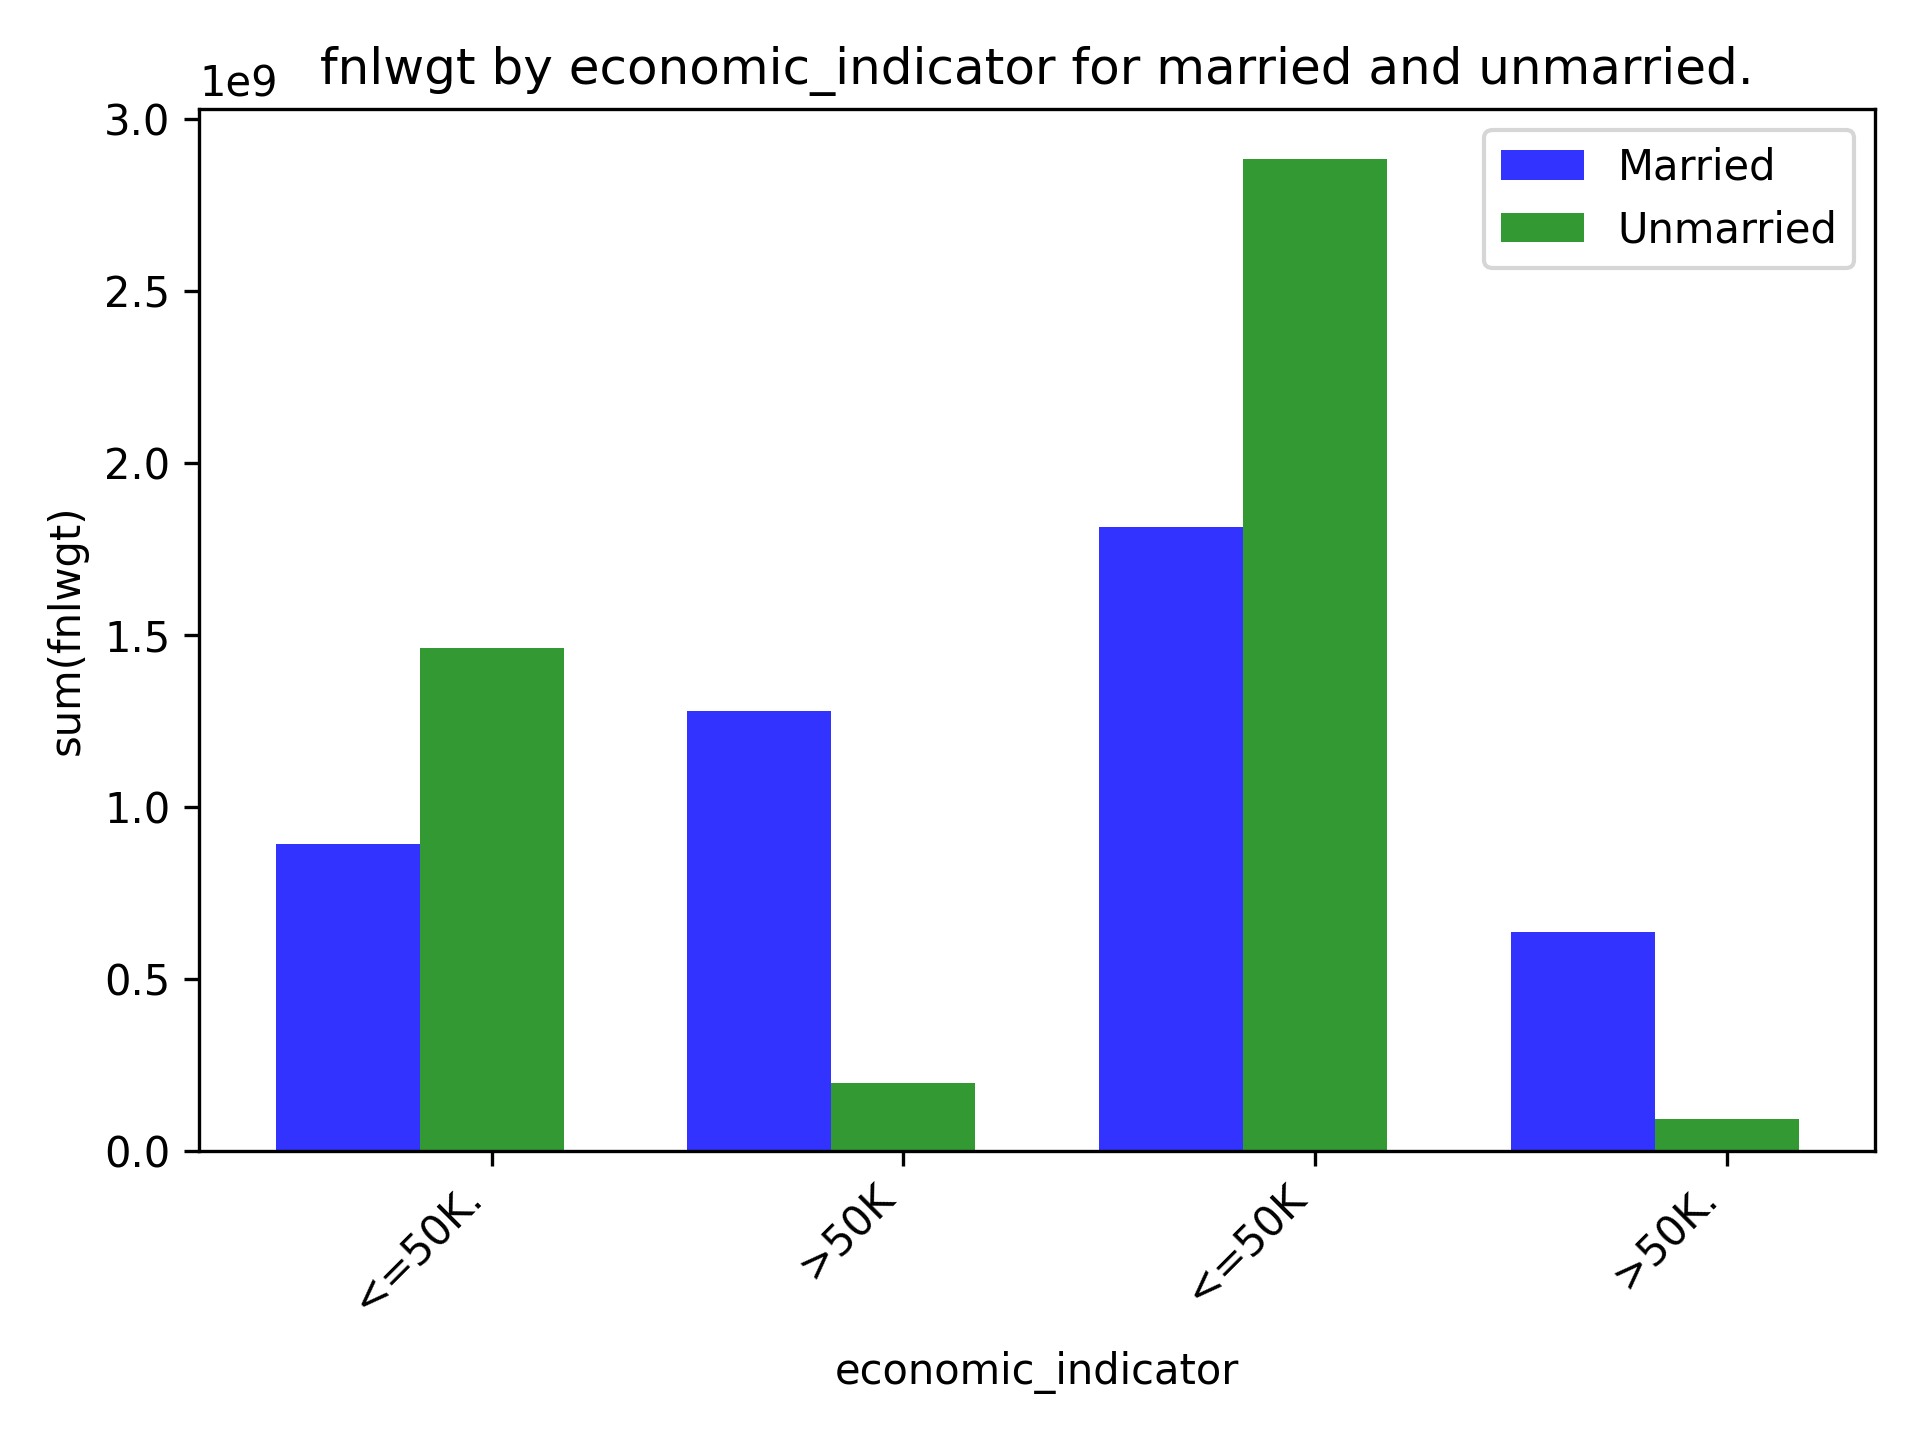 fnlwgt by economic_indicator for married and unmarried.
1e9
3.0
2.5
2.0
1.5
1.0
0.5
0.0
sum(fnlwgt)
Married
Unmarried
<=50K.
>50K
<=50K
>50K.
economic_indicator